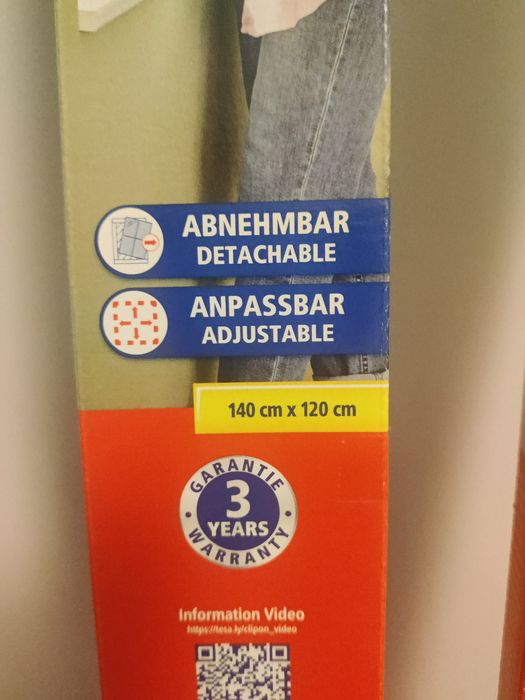 ABNEHMBAR
DETACHABLE
ANPASSBAR
ADJUSTABLE
140 cm x 120 cm
GARANTIE
3
YEARS
WARRANTY
Information Video
https://tesa.ly/clipon_video